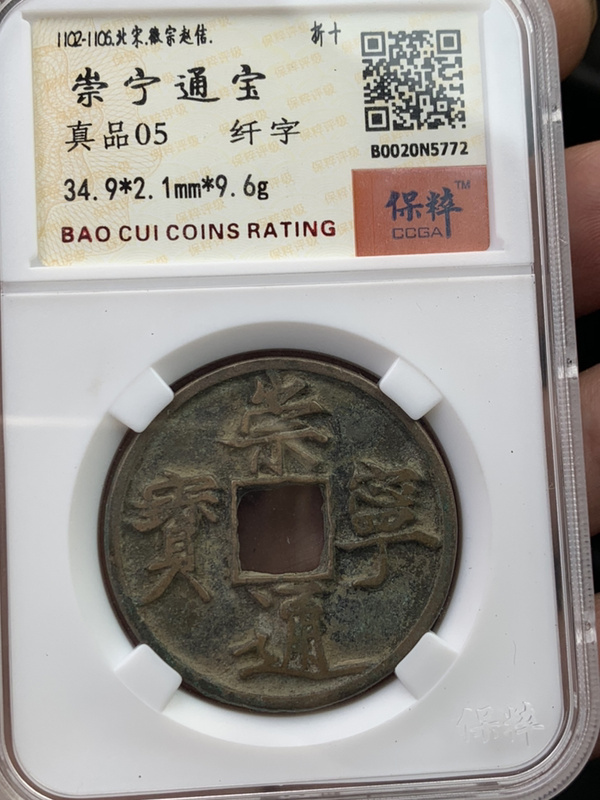 1102-1106.北宋.徽宗赵佶. 折十
崇宁通宝
真品05 纤字
B0020N5772
34.9*2.1mm*9.6g
保粹™
CCGA
BAO CUI COINS RATING
崇
寧
通
寶
保粹